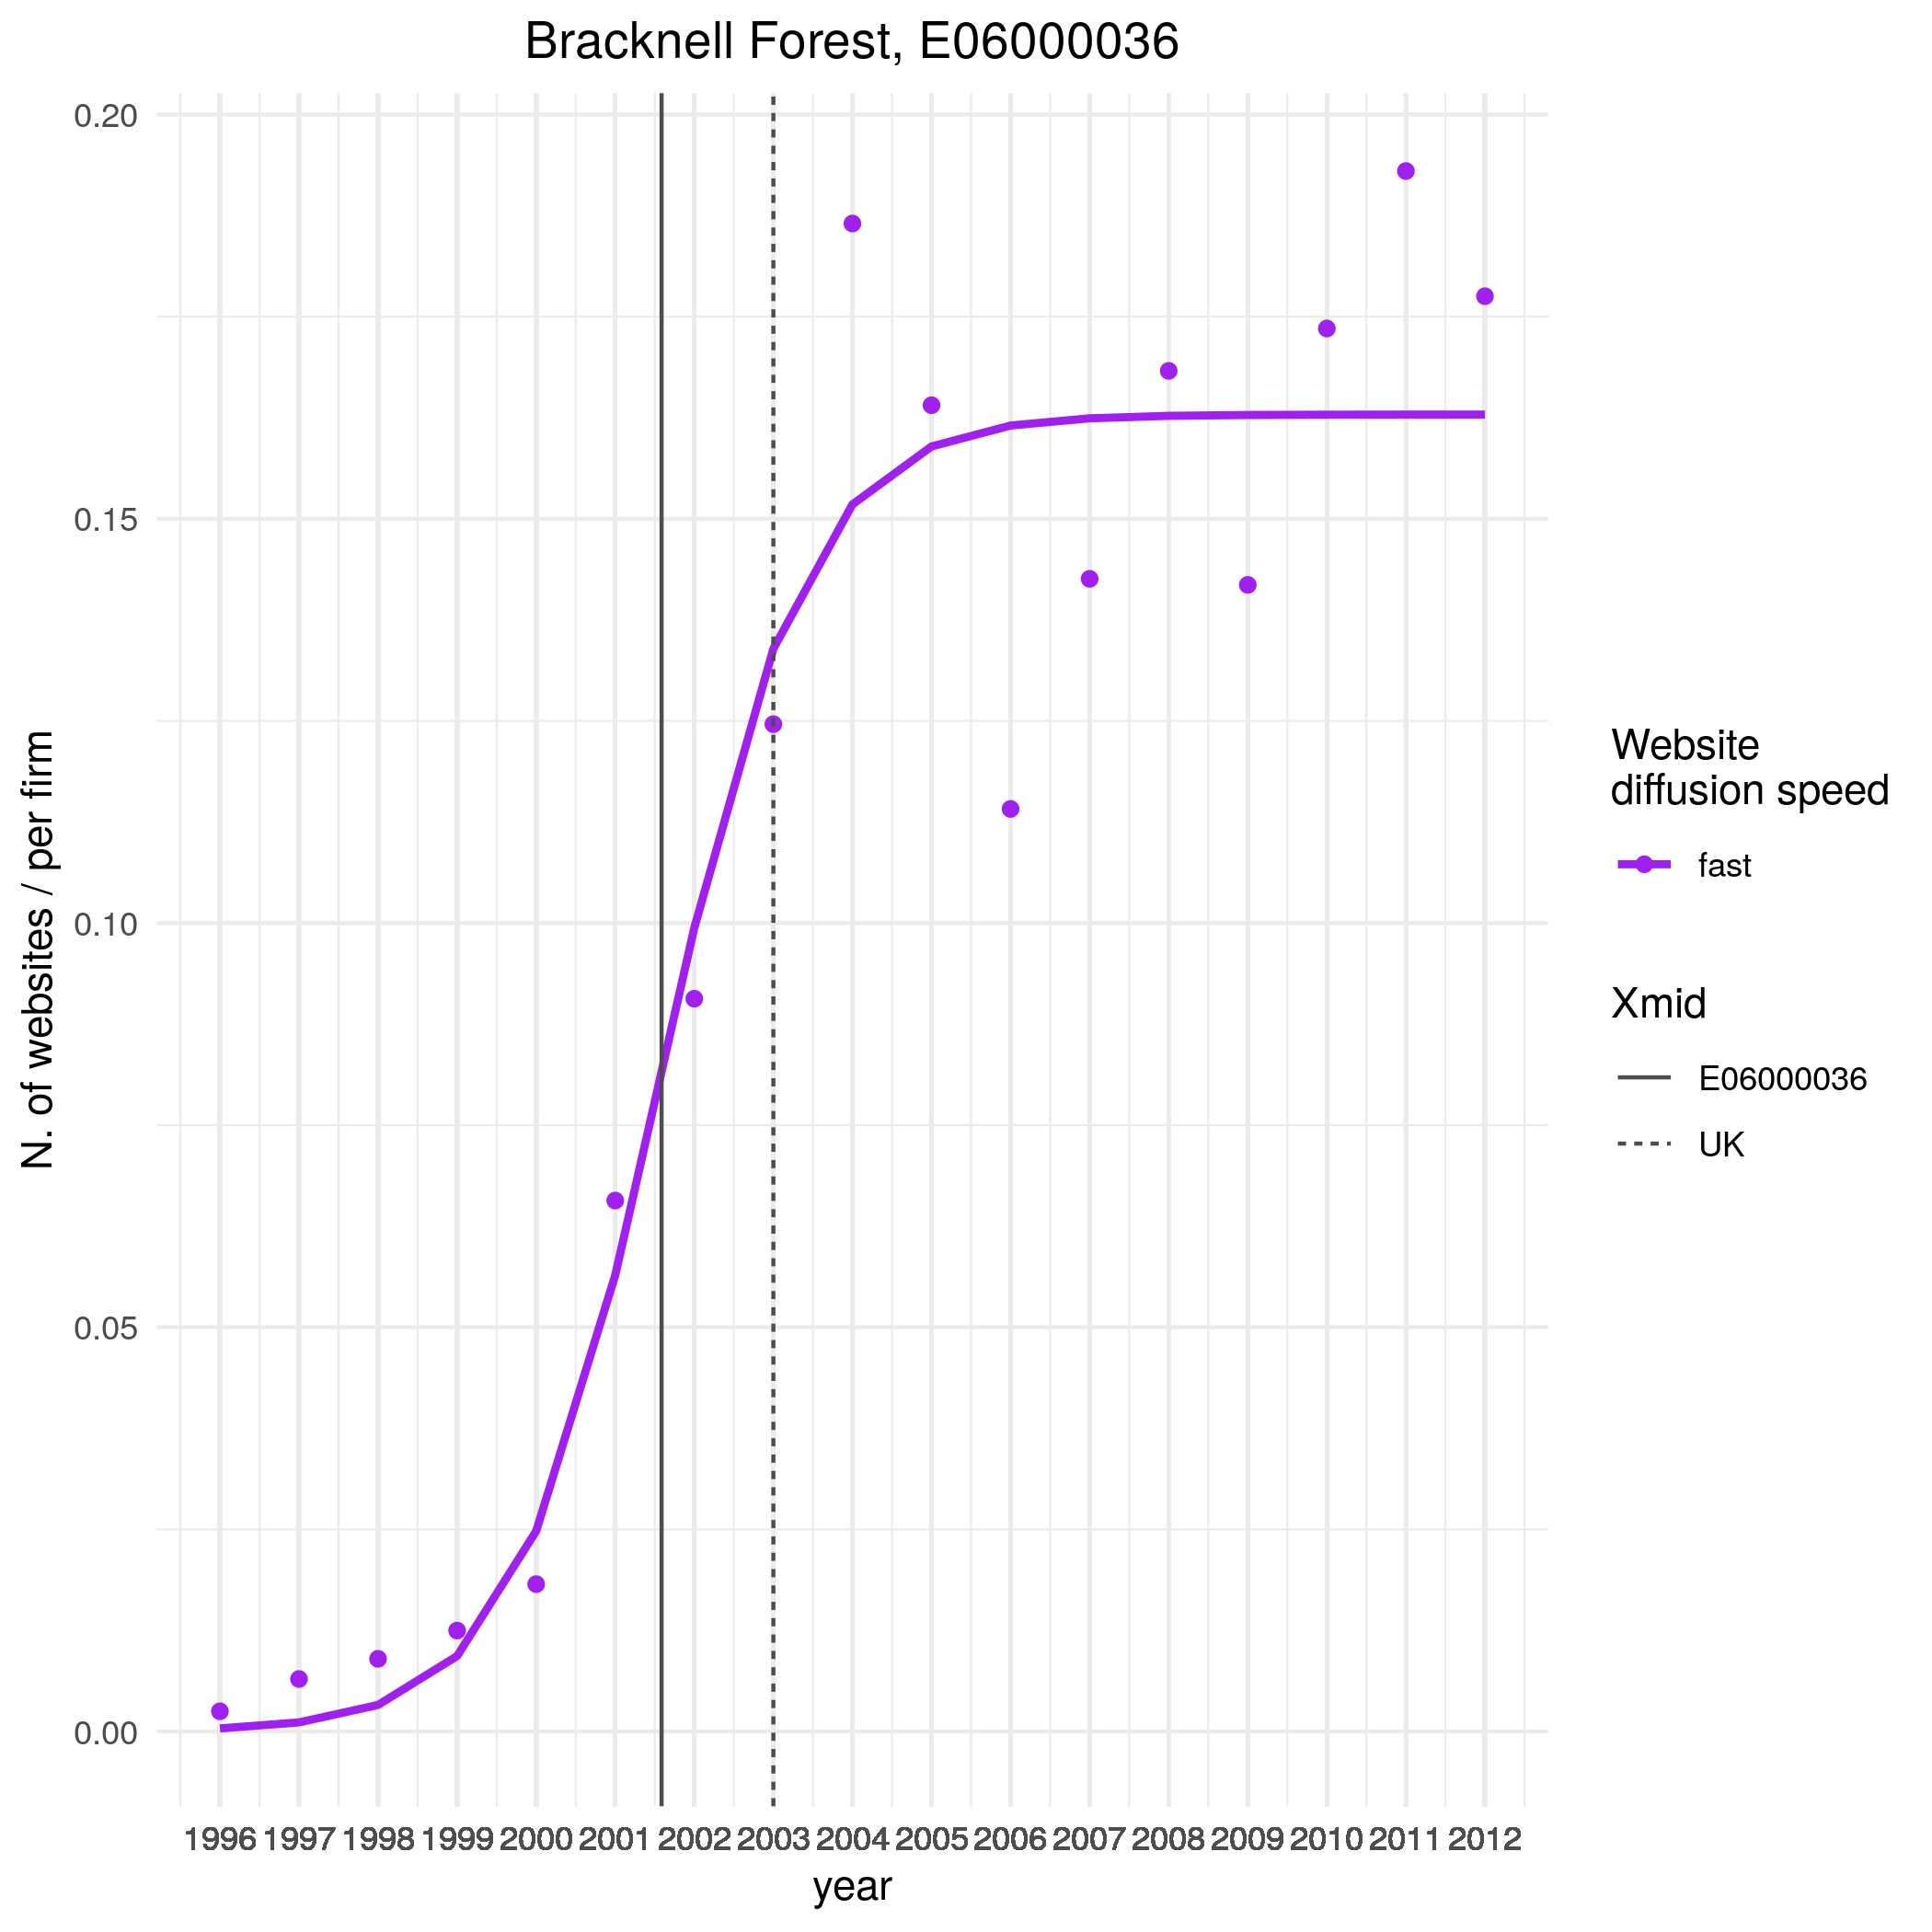 Bracknell Forest, E06000036
0.20
0.15
0.10
0.05
0.00
N. of websites / per firm
1996 1997 1998 1999 2000 2001 2002 2003 2004 2005 2006 2007 2008 2009 2010 2011 2012
year
Website
diffusion speed
fast
Xmid
E06000036
UK